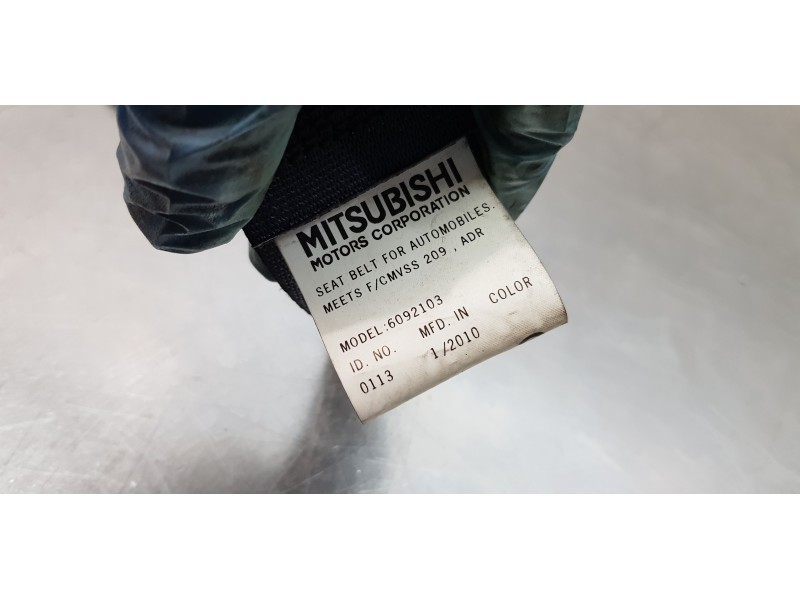 MITSUBISHI
MOTORS CORPORATION
SEAT BELT FOR AUTOMOBILES.
MEETS F/CMVSS 209 , ADR
MODEL:6092103
ID. NO. MFD. IN COLOR
0113 1/2010